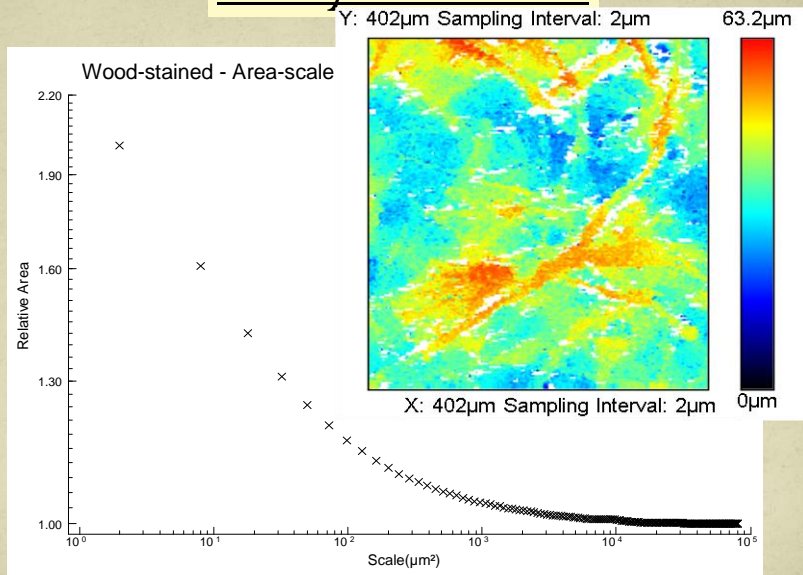 Y: 402µm Sampling Interval: 2µm
63.2µm
Wood-stained - Area-scale
2.20
1.90
1.60
1.30
1.00
Relative Area
X: 402µm Sampling Interval: 2µm
0µm
10⁰
10¹
10²
10³
10⁴
10⁵
Scale(µm²)